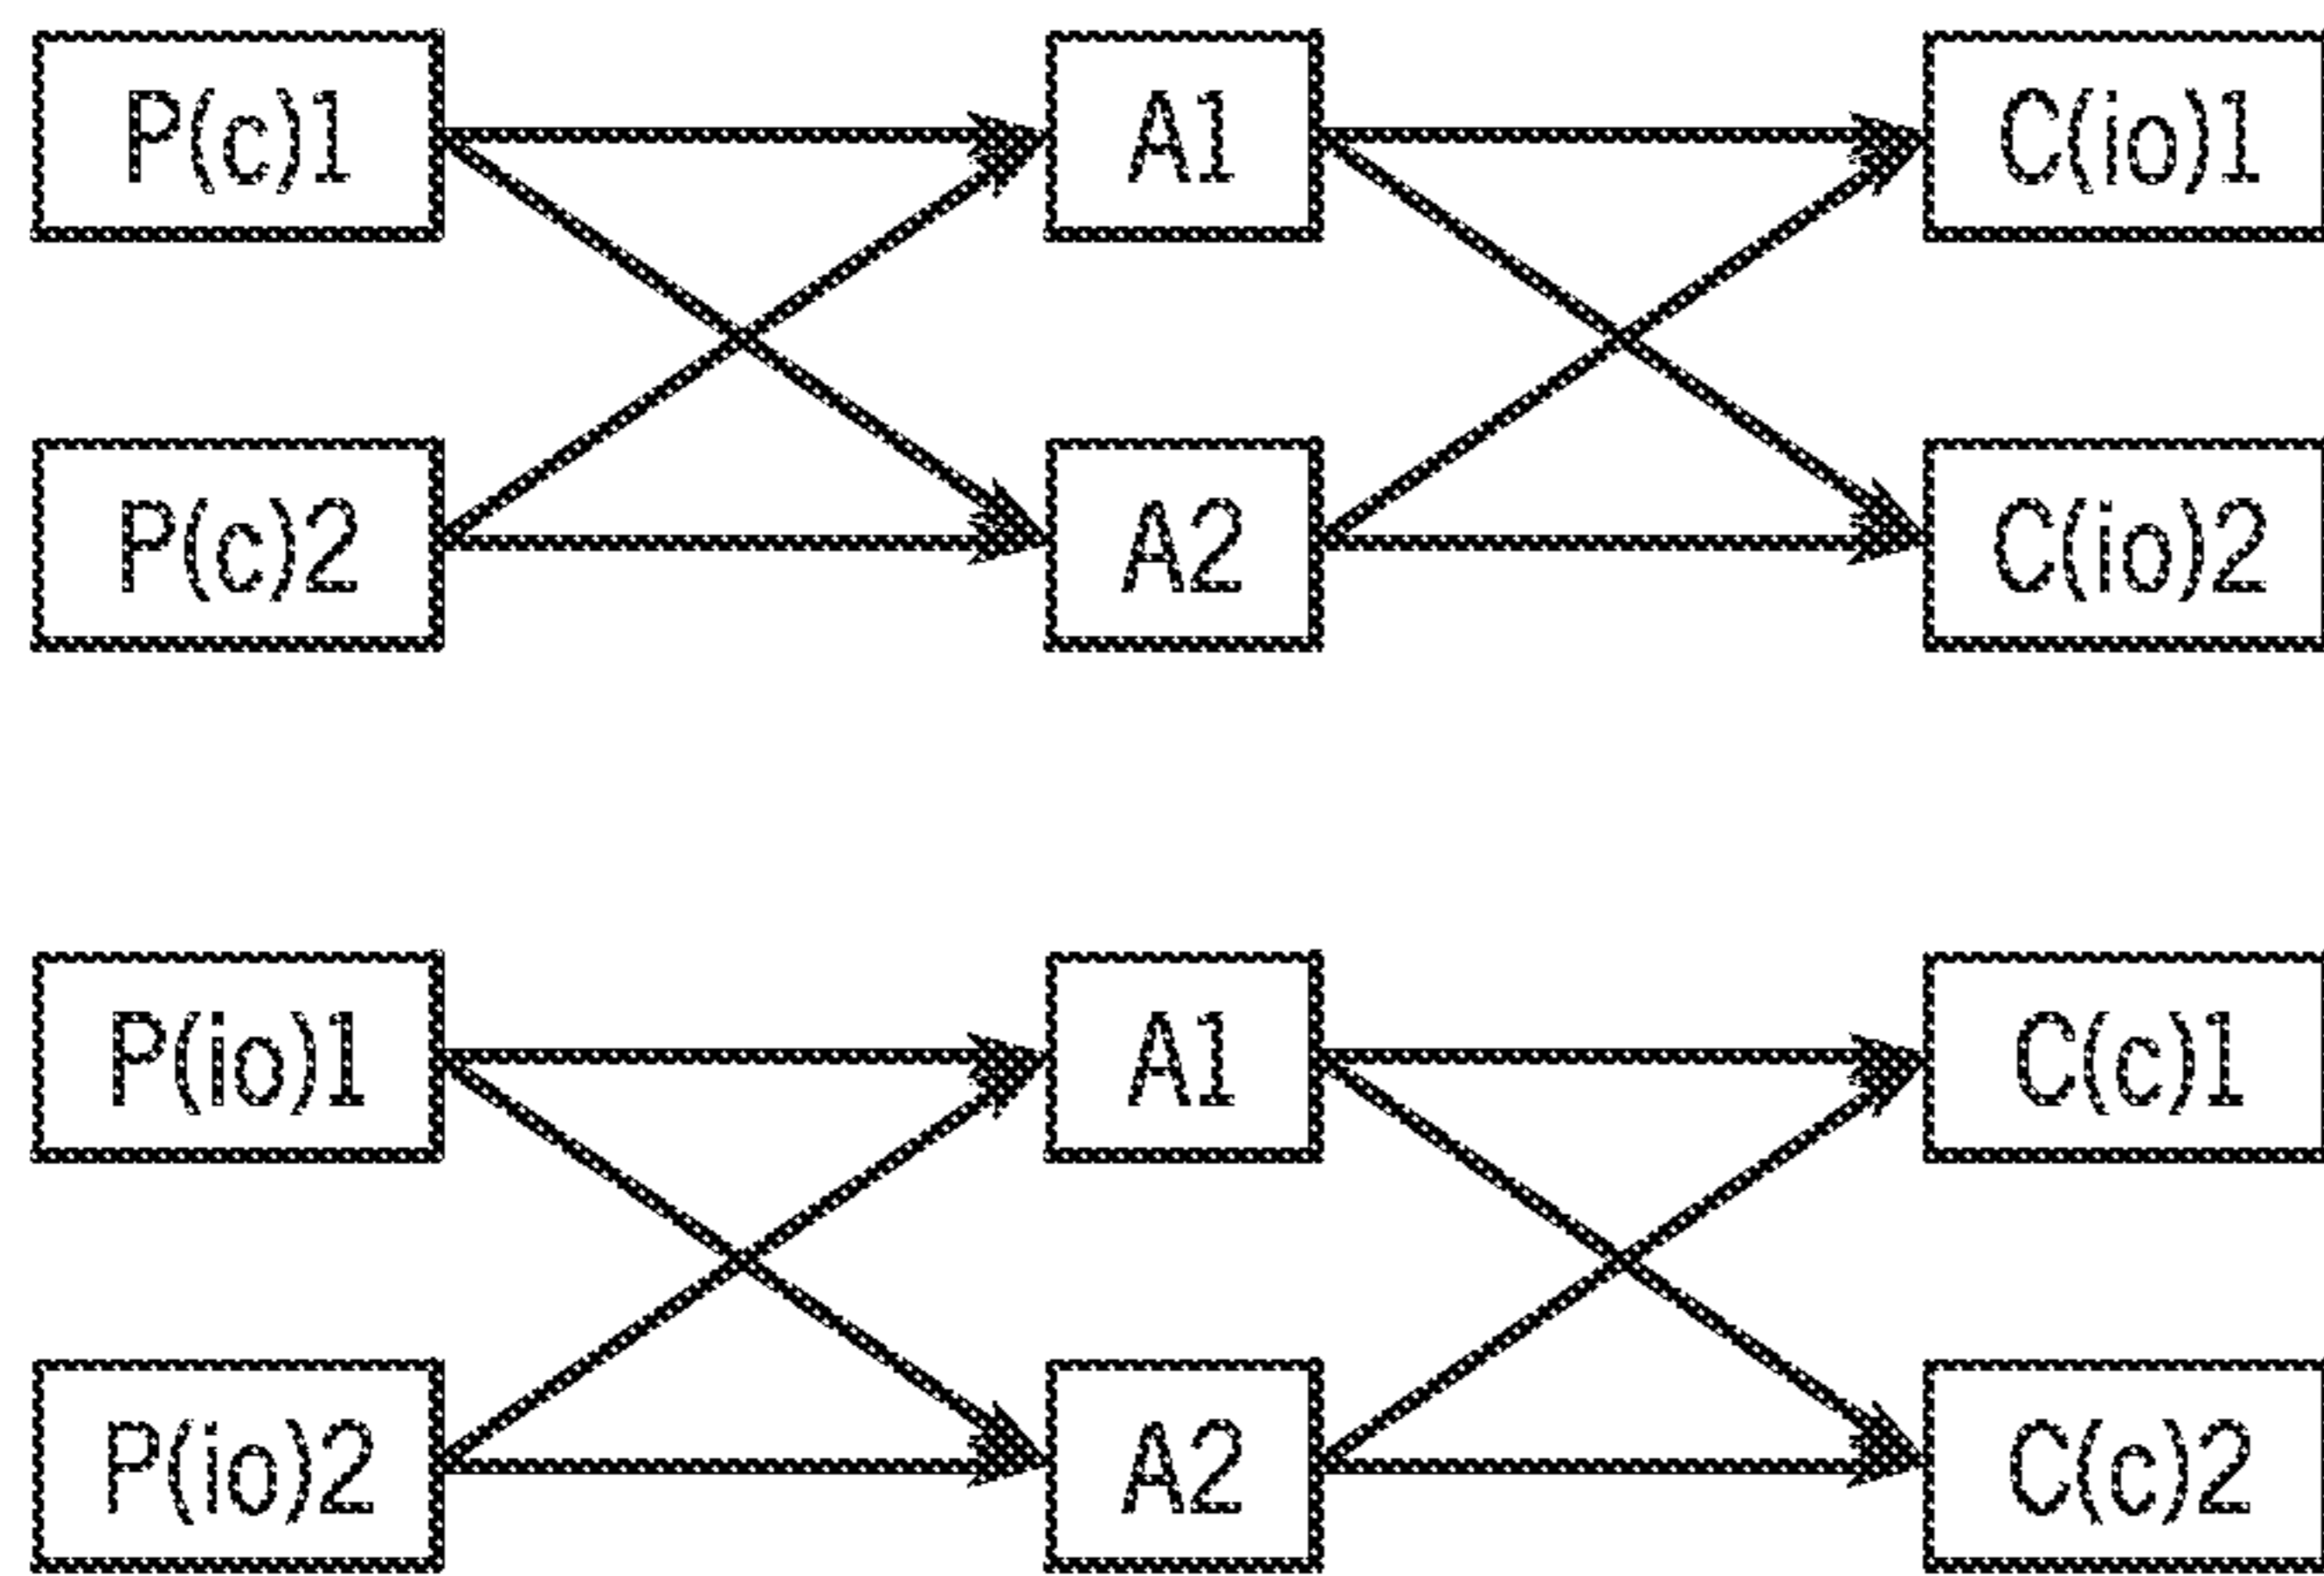 P(c)1 A1 C(io)1
P(c)2 A2 C(io)2
P(io)1 A1 C(c)1
P(io)2 A2 C(c)2